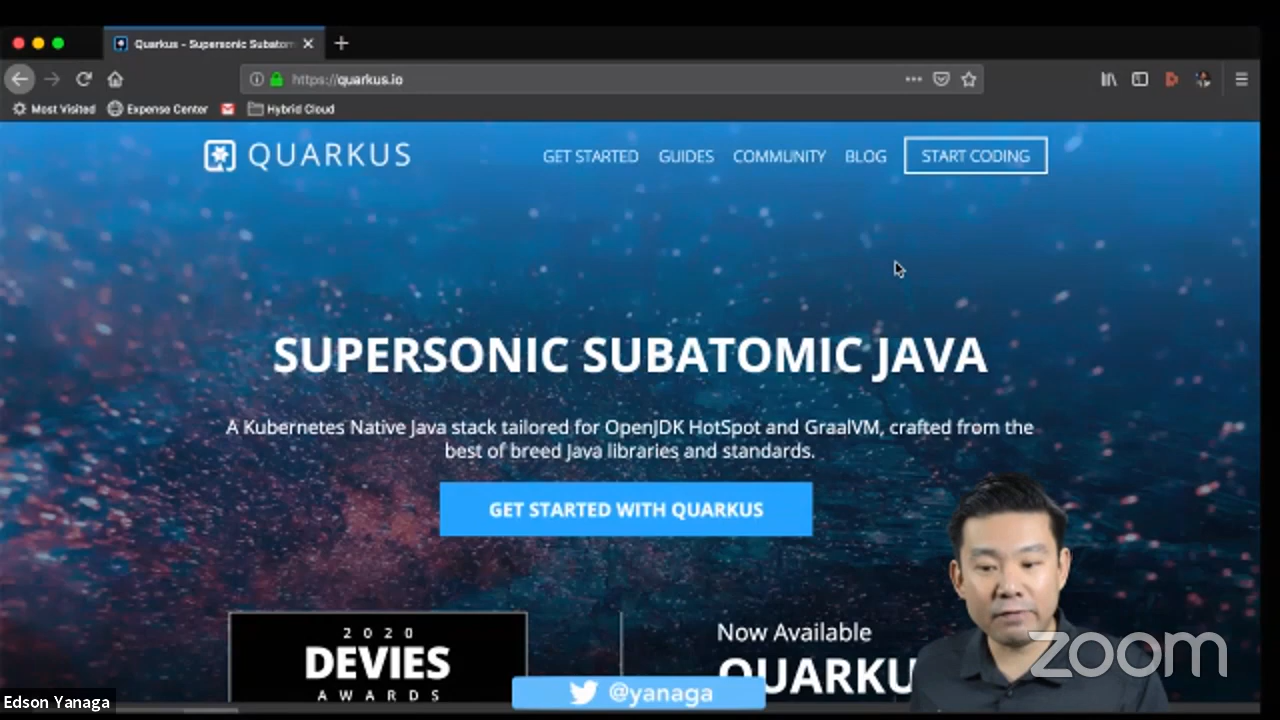 Quarkus - Supersonic Subatom
https://quarkus.io
Most Visited
Expense Center
Hybrid Cloud
QUARKUS
GET STARTED
GUIDES
COMMUNITY
BLOG
START CODING
SUPERSONIC SUBATOMIC JAVA
A Kubernetes Native Java stack tailored for OpenJDK HotSpot and GraalVM, crafted from the
best of breed Java libraries and standards.
GET STARTED WITH QUARKUS
2020
DEVIES
AWARDS
Now Available
QUARKU
@yanaga
zoom
Edson Yanaga